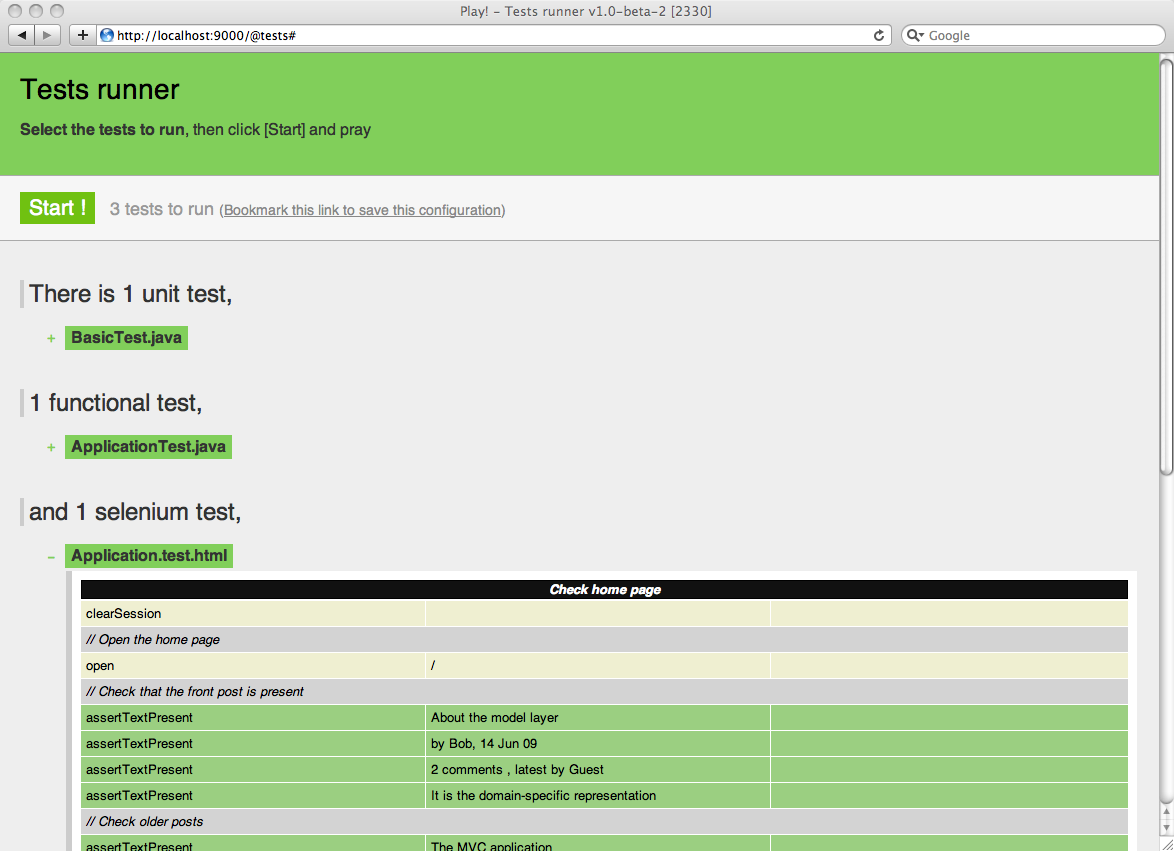 Play! - Tests runner v1.0-beta-2 [2330]
http://localhost:9000/@tests#
Google
Tests runner
Select the tests to run, then click [Start] and pray
Start ! 3 tests to run (Bookmark this link to save this configuration)
There is 1 unit test,
+ BasicTest.java
1 functional test,
+ ApplicationTest.java
and 1 selenium test,
– Application.test.html
Check home page
clearSession
// Open the home page
open /
// Check that the front post is present
assertTextPresent About the model layer
assertTextPresent by Bob, 14 Jun 09
assertTextPresent 2 comments , latest by Guest
assertTextPresent It is the domain-specific representation
// Check older posts
assertTextPresent The MVC application